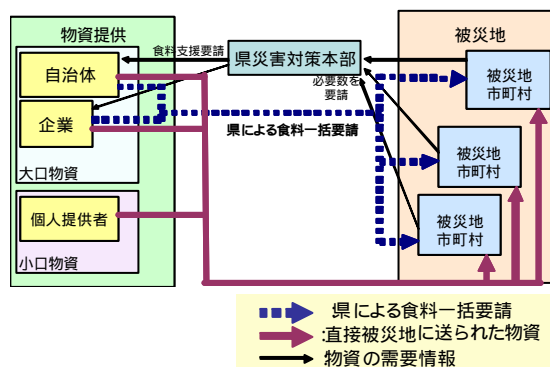 物資提供
自治体
企業
大口物資
個人提供者
小口物資
食料支援要請
県災害対策本部
必要数を
要請
県による食料一括要請
被災地
被災地
市町村
被災地
市町村
被災地
市町村
:県による食料一括要請
:直接被災地に送られた物資
:物資の需要情報